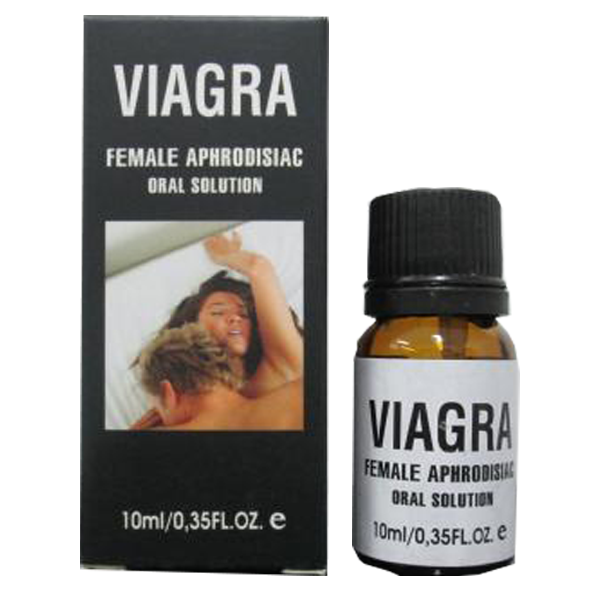 VIAGRA
FEMALE APHRODISIAC
ORAL SOLUTION
10ml/0,35FL.OZ. e
VIAGRA
FEMALE APHRODISIAC
ORAL SOLUTION
10ml/0,35FL.OZ. e